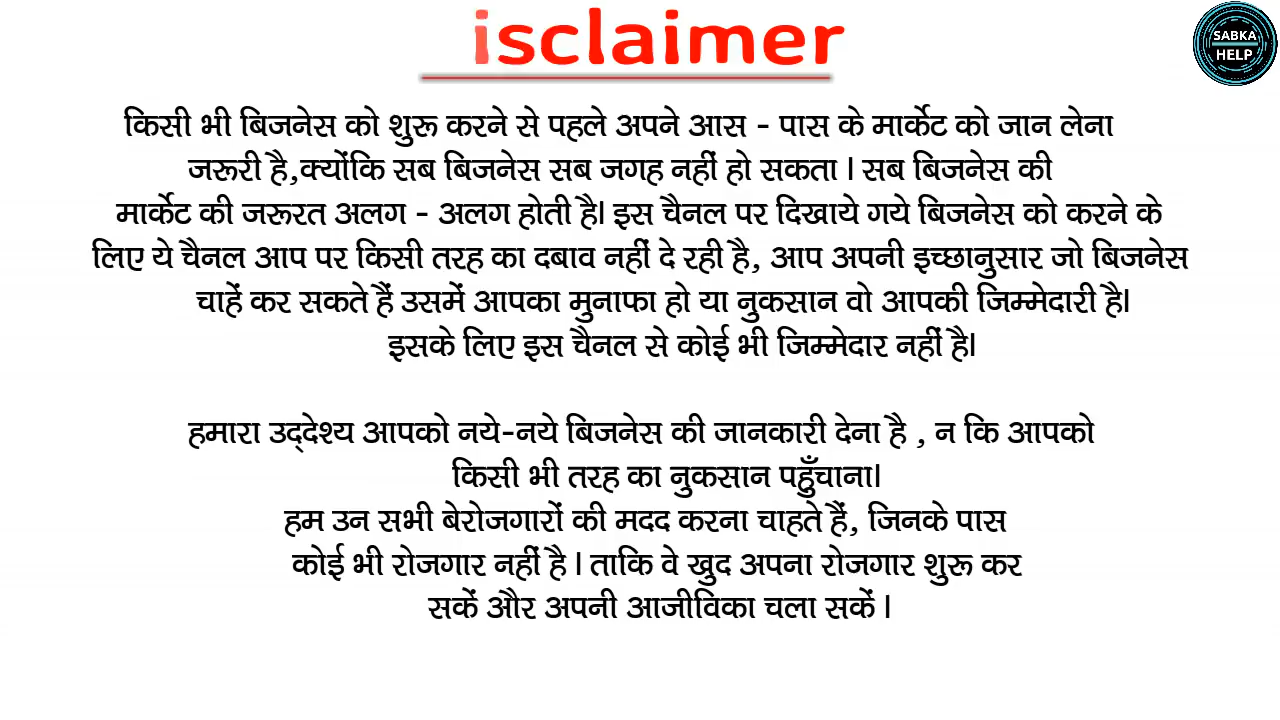 isclaimer
SABKA
HELP
किसी भी बिजनेस को शुरू करने से पहले अपने आस - पास के मार्केट को जान लेना
जरूरी है,क्योंकि सब बिजनेस सब जगह नहीं हो सकता । सब बिजनेस की
मार्केट की जरूरत अलग - अलग होती है। इस चैनल पर दिखाये गये बिजनेस को करने के
लिए ये चैनल आप पर किसी तरह का दबाव नहीं दे रही है, आप अपनी इच्छानुसार जो बिजनेस
चाहें कर सकते हैं उसमें आपका मुनाफा हो या नुकसान वो आपकी जिम्मेदारी है।
इसके लिए इस चैनल से कोई भी जिम्मेदार नहीं है।
हमारा उद्देश्य आपको नये-नये बिजनेस की जानकारी देना है , न कि आपको
किसी भी तरह का नुकसान पहुँचाना।
हम उन सभी बेरोजगारों की मदद करना चाहते हैं, जिनके पास
कोई भी रोजगार नहीं है । ताकि वे खुद अपना रोजगार शुरू कर
सकें और अपनी आजीविका चला सकें ।